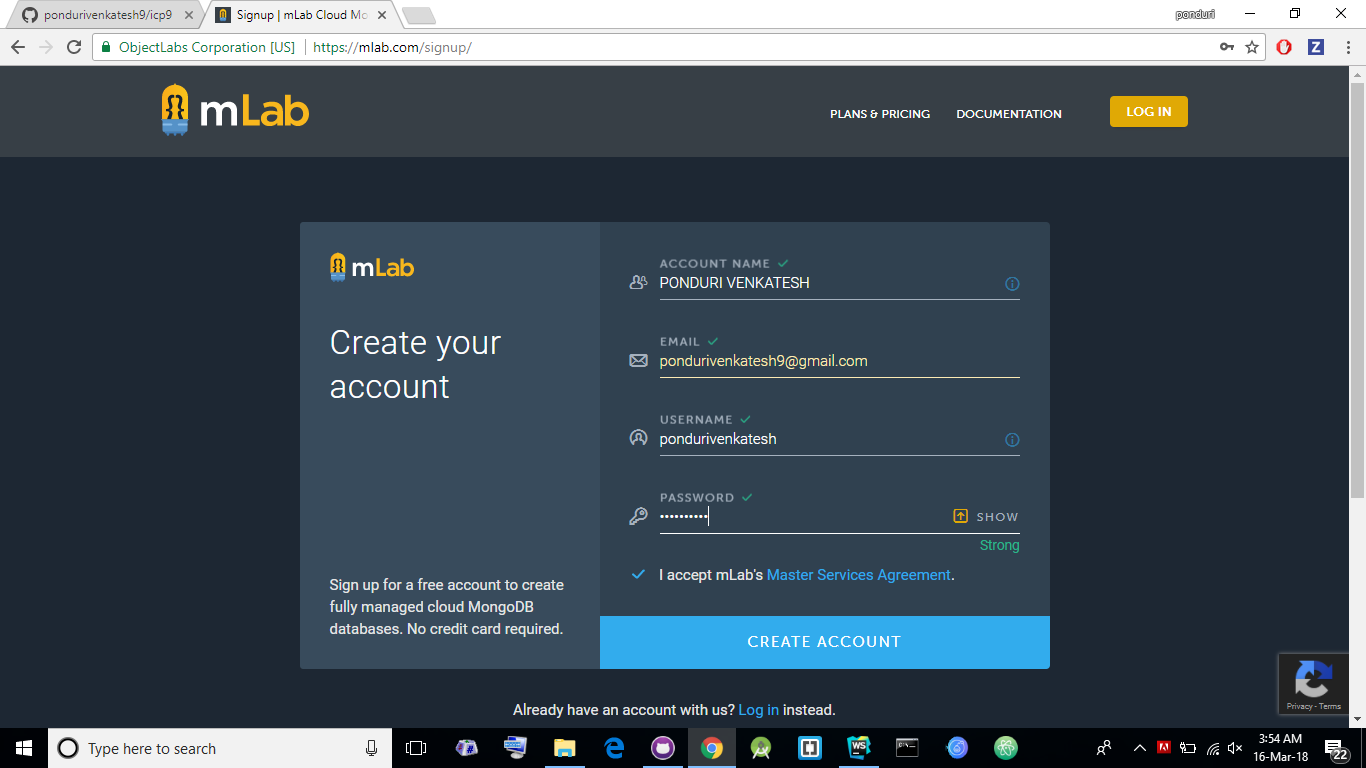 pondurivenkatesh9/icp9
Signup | mLab Cloud Mo
ponduri
ObjectLabs Corporation [US]
https://mlab.com/signup/
Z
mLab
PLANS & PRICING
DOCUMENTATION
LOG IN
mLab
Create your
account
Sign up for a free account to create
fully managed cloud MongoDB
databases. No credit card required.
ACCOUNT NAME
PONDURI VENKATESH
EMAIL
pondurivenkatesh9@gmail.com
USERNAME
pondurivenkatesh
PASSWORD
••••••••••
SHOW
Strong
I accept mLab's Master Services Agreement.
CREATE ACCOUNT
Already have an account with us? Log in instead.
Privacy - Terms
Type here to search
WS
3:54 AM
16-Mar-18
22